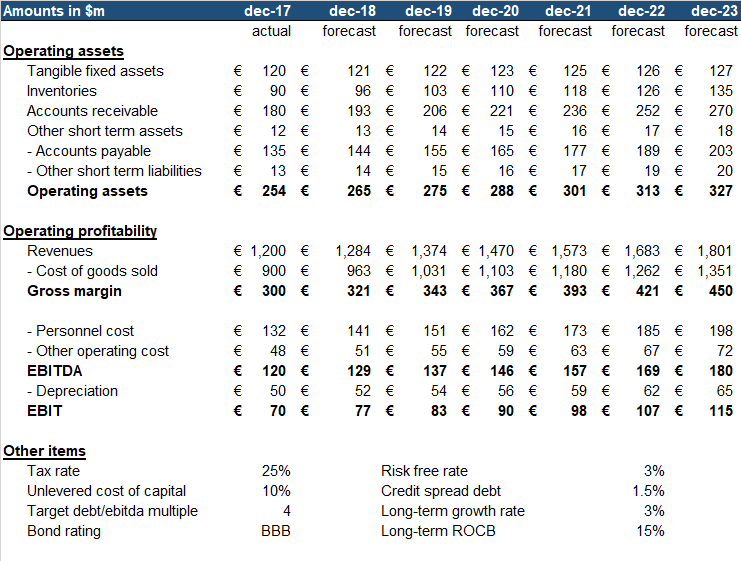 Amounts in $m dec-17 dec-18 dec-19 dec-20 dec-21 dec-22 dec-23
actual forecast forecast forecast forecast forecast forecast
Operating assets
Tangible fixed assets € 120 € 121 € 122 € 123 € 125 € 126 € 127
Inventories € 90 € 96 € 103 € 110 € 118 € 126 € 135
Accounts receivable € 180 € 193 € 206 € 221 € 236 € 252 € 270
Other short term assets € 12 € 13 € 14 € 15 € 16 € 17 € 18
- Accounts payable € 135 € 144 € 155 € 165 € 177 € 189 € 203
- Other short term liabilities € 13 € 14 € 15 € 16 € 17 € 19 € 20
Operating assets € 254 € 265 € 275 € 288 € 301 € 313 € 327
Operating profitability
Revenues € 1,200 € 1,284 € 1,374 € 1,470 € 1,573 € 1,683 € 1,801
- Cost of goods sold € 900 € 963 € 1,031 € 1,103 € 1,180 € 1,262 € 1,351
Gross margin € 300 € 321 € 343 € 367 € 393 € 421 € 450
- Personnel cost € 132 € 141 € 151 € 162 € 173 € 185 € 198
- Other operating cost € 48 € 51 € 55 € 59 € 63 € 67 € 72
EBITDA € 120 € 129 € 137 € 146 € 157 € 169 € 180
- Depreciation € 50 € 52 € 54 € 56 € 59 € 62 € 65
EBIT € 70 € 77 € 83 € 90 € 98 € 107 € 115
Other items
Tax rate 25% Risk free rate 3%
Unlevered cost of capital 10% Credit spread debt 1.5%
Target debt/ebitda multiple 4 Long-term growth rate 3%
Bond rating BBB Long-term ROCB 15%